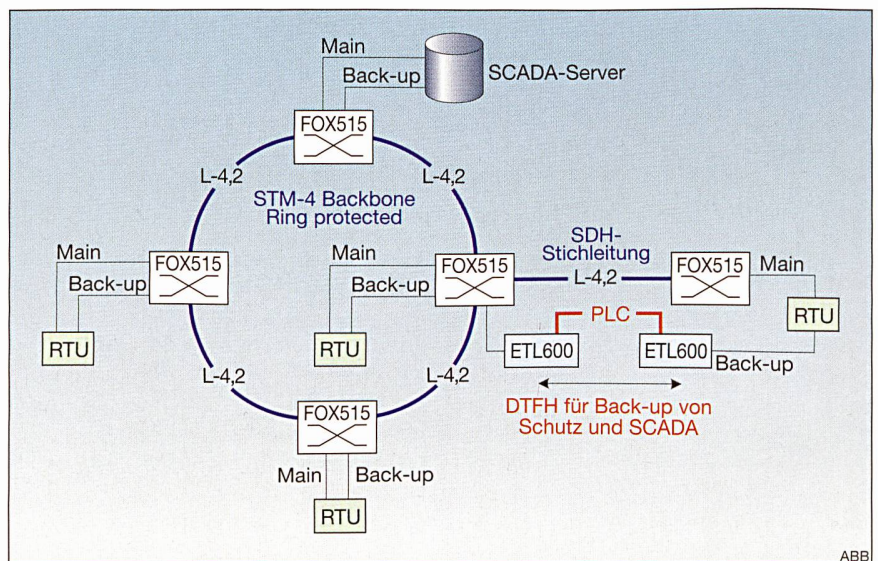 Main
Back-up
SCADA-Server
FOX515
L-4,2
L-4,2
STM-4 Backbone
Ring protected
Main
Back-up
FOX515
RTU
Main
Back-up
FOX515
RTU
SDH-
Stichleitung
L-4,2
FOX515
Main
RTU
PLC
ETL600
ETL600
Back-up
DTFH für Back-up von
Schutz und SCADA
L-4,2
L-4,2
FOX515
Main
Back-up
RTU
ABB